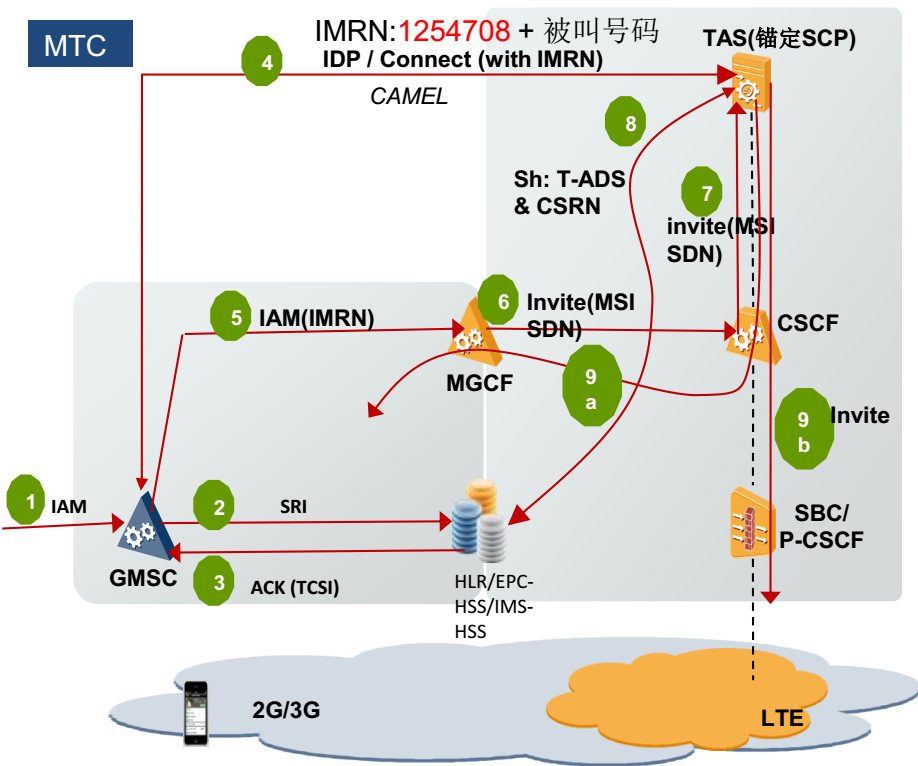 MTC
IMRN:1254708 + 被叫号码
TAS(锚定SCP)
4
IDP / Connect (with IMRN)
CAMEL
8
Sh: T-ADS
& CSRN
7
invite(MSI
SDN)
5
IAM(IMRN)
6
Invite(MSI
SDN)
CSCF
MGCF
9
a
9
b
Invite
1
IAM
2
SRI
SBC/
P-CSCF
GMSC
3
ACK (TCSI)
HLR/EPC-
HSS/IMS-
HSS
2G/3G
LTE